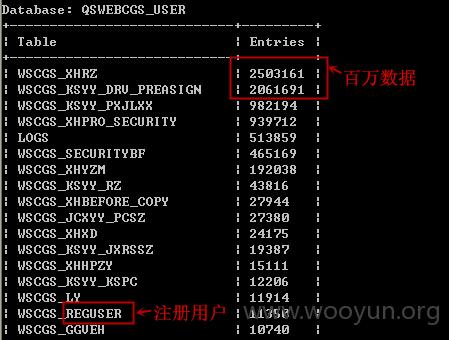 Database: QSWEBCGS_USER
Table Entries
WSCGS_XHRZ 2503161
WSCGS_KSYY_DRV_PREASIGN 2061691
百万数据
WSCGS_KSYY_PXJLXX 982194
WSCGS_XHPRO_SECURITY 939712
LOGS 513859
WSCGS_SECURITYBF 465169
WSCGS_XHYZM 192038
WSCGS_KSYY_RZ 43816
WSCGS_XHBEFORE_COPY 27944
WSCGS_JCXYY_PCSZ 27380
WSCGS_XHXD 24175
WSCGS_KSYY_JXRSSZ 19387
WSCGS_XHHPZY 15111
WSCGS_KSYY_KSPC 12206
WSCGS_LY 11914
WSCGS_REGUSER 注册用户
WSCGS_GGVEH 10740
www.wooyun.org